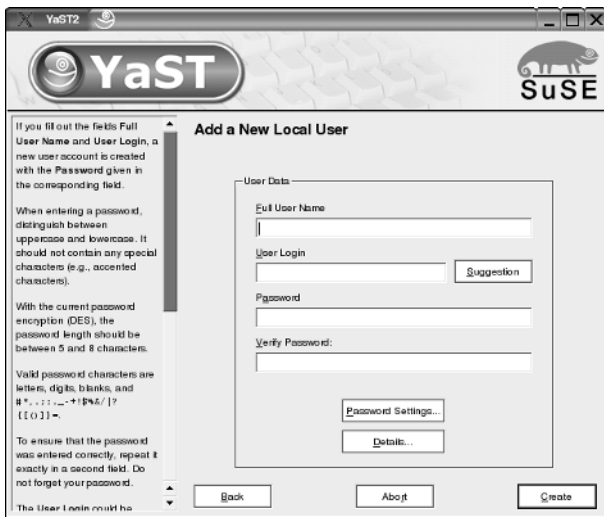 YaST2
YaST
SuSE
If you fill out the fields Full
User Name and User Login, a
new user account is created
with the Password given in
the corresponding field.
When entering a password,
distinguish between
uppercase and lowercase. It
should not contain any special
characters (e.g., accented
characters).
With the current password
encryption (DES), the
password length should be
between 5 and 8 characters.
Valid password characters are
letters, digits, blanks, and
#*,.;:._-+!$%&/|?
{[()]}=.
To ensure that the password
was entered correctly, repeat it
exactly in a second field. Do
not forget your password.
The User Login could be
Add a New Local User
User Data
Full User Name
User Login
Suggestion
Password
Verify Password:
Password Settings...
Details...
Back
Abort
Create